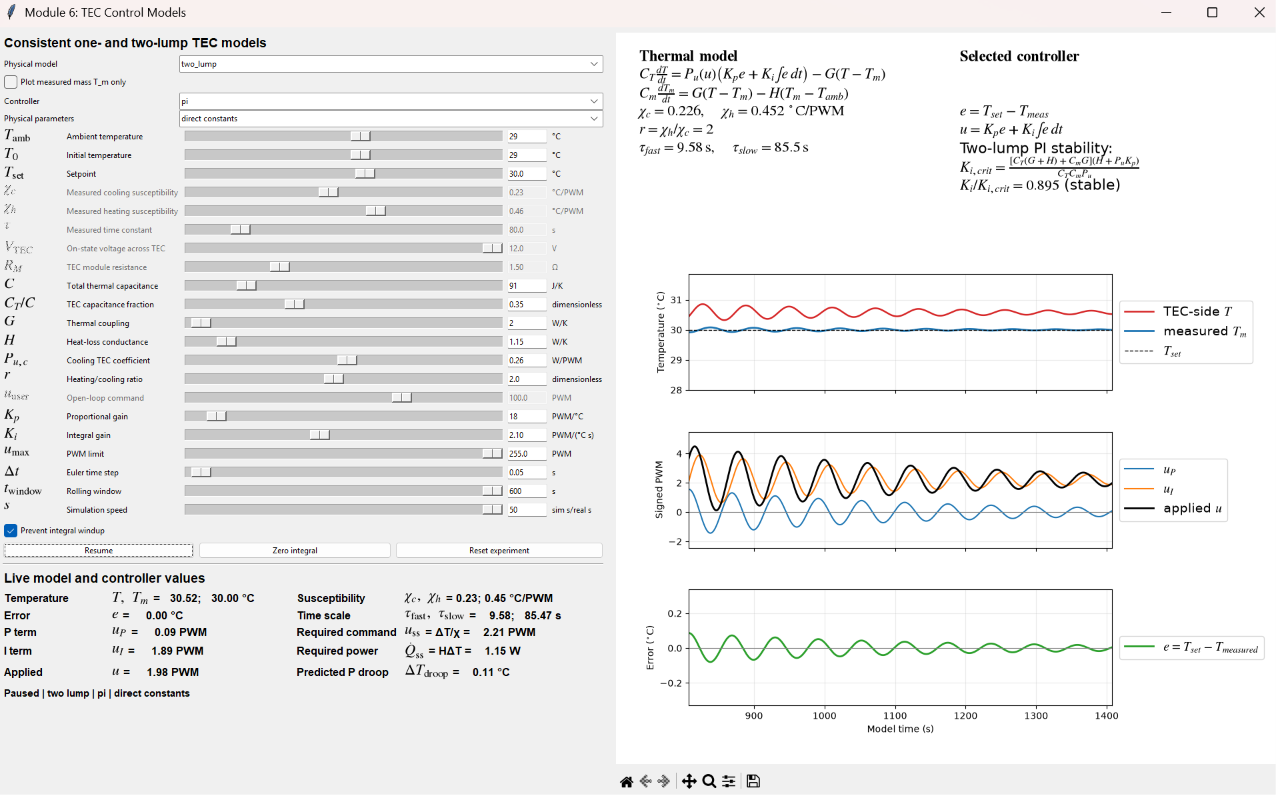 Module 6: TEC Control Models
Consistent one- and two-lump TEC models
Physical model two_lump
Plot measured mass T_m only
Controller pi
Physical parameters direct constants
T_amb Ambient temperature 29 °C
T_0 Initial temperature 29 °C
T_set Setpoint 30.0 °C
χ_c Measured cooling susceptibility 0.23 °C/PWM
χ_h Measured heating susceptibility 0.46 °C/PWM
τ Measured time constant 80.0 s
V_TEC On-state voltage across TEC 12.0 V
R_M TEC module resistance 1.50 Ω
C Total thermal capacitance 91 J/K
C_T/C TEC capacitance fraction 0.35 dimensionless
G Thermal coupling 2 W/K
H Heat-loss conductance 1.15 W/K
P_u,c Cooling TEC coefficient 0.26 W/PWM
r Heating/cooling ratio 2.0 dimensionless
u_user Open-loop command 100.0 PWM
K_p Proportional gain 18 PWM/°C
K_i Integral gain 2.10 PWM/(°C s)
u_max PWM limit 255.0 PWM
Δt Euler time step 0.05 s
t_window Rolling window 600 s
s Simulation speed 50 sim s/real s
Prevent integral windup
Resume Zero integral Reset experiment
Live model and controller values
Temperature T, T_m = 30.52; 30.00 °C Susceptibility χ_c, χ_h = 0.23; 0.45 °C/PWM
Error e = 0.00 °C Time scale τ_fast, τ_slow = 9.58; 85.47 s
P term u_P = 0.09 PWM Required command u_ss = ΔT/χ = 2.21 PWM
I term u_I = 1.89 PWM Required power Q_ss = HΔT = 1.15 W
Applied u = 1.98 PWM Predicted P droop ΔT_droop = 0.11 °C
Paused | two lump | pi | direct constants
Thermal model
C_T dT/dt = P_u(u)(K_p e + K_i ∫e dt) − G(T − T_m)
C_m dT_m/dt = G(T − T_m) − H(T_m − T_amb)
χ_c = 0.226, χ_h = 0.452 °C/PWM
r = χ_h/χ_c = 2
τ_fast = 9.58 s, τ_slow = 85.5 s
Selected controller
e = T_set − T_meas
u = K_p e + K_i ∫e dt
Two-lump PI stability:
K_i,crit = [C_T(G + H) + C_m G](H + P_u K_p) / C_T C_m P_u
K_i/K_i,crit = 0.895 (stable)
Temperature (°C)
31
30
29
28
TEC-side T
measured T_m
T_set
Signed PWM
4
2
0
−2
u_P
u_I
applied u
Error (°C)
0.2
0.0
−0.2
e = T_set − T_measured
900 1000 1100 1200 1300 1400
Model time (s)